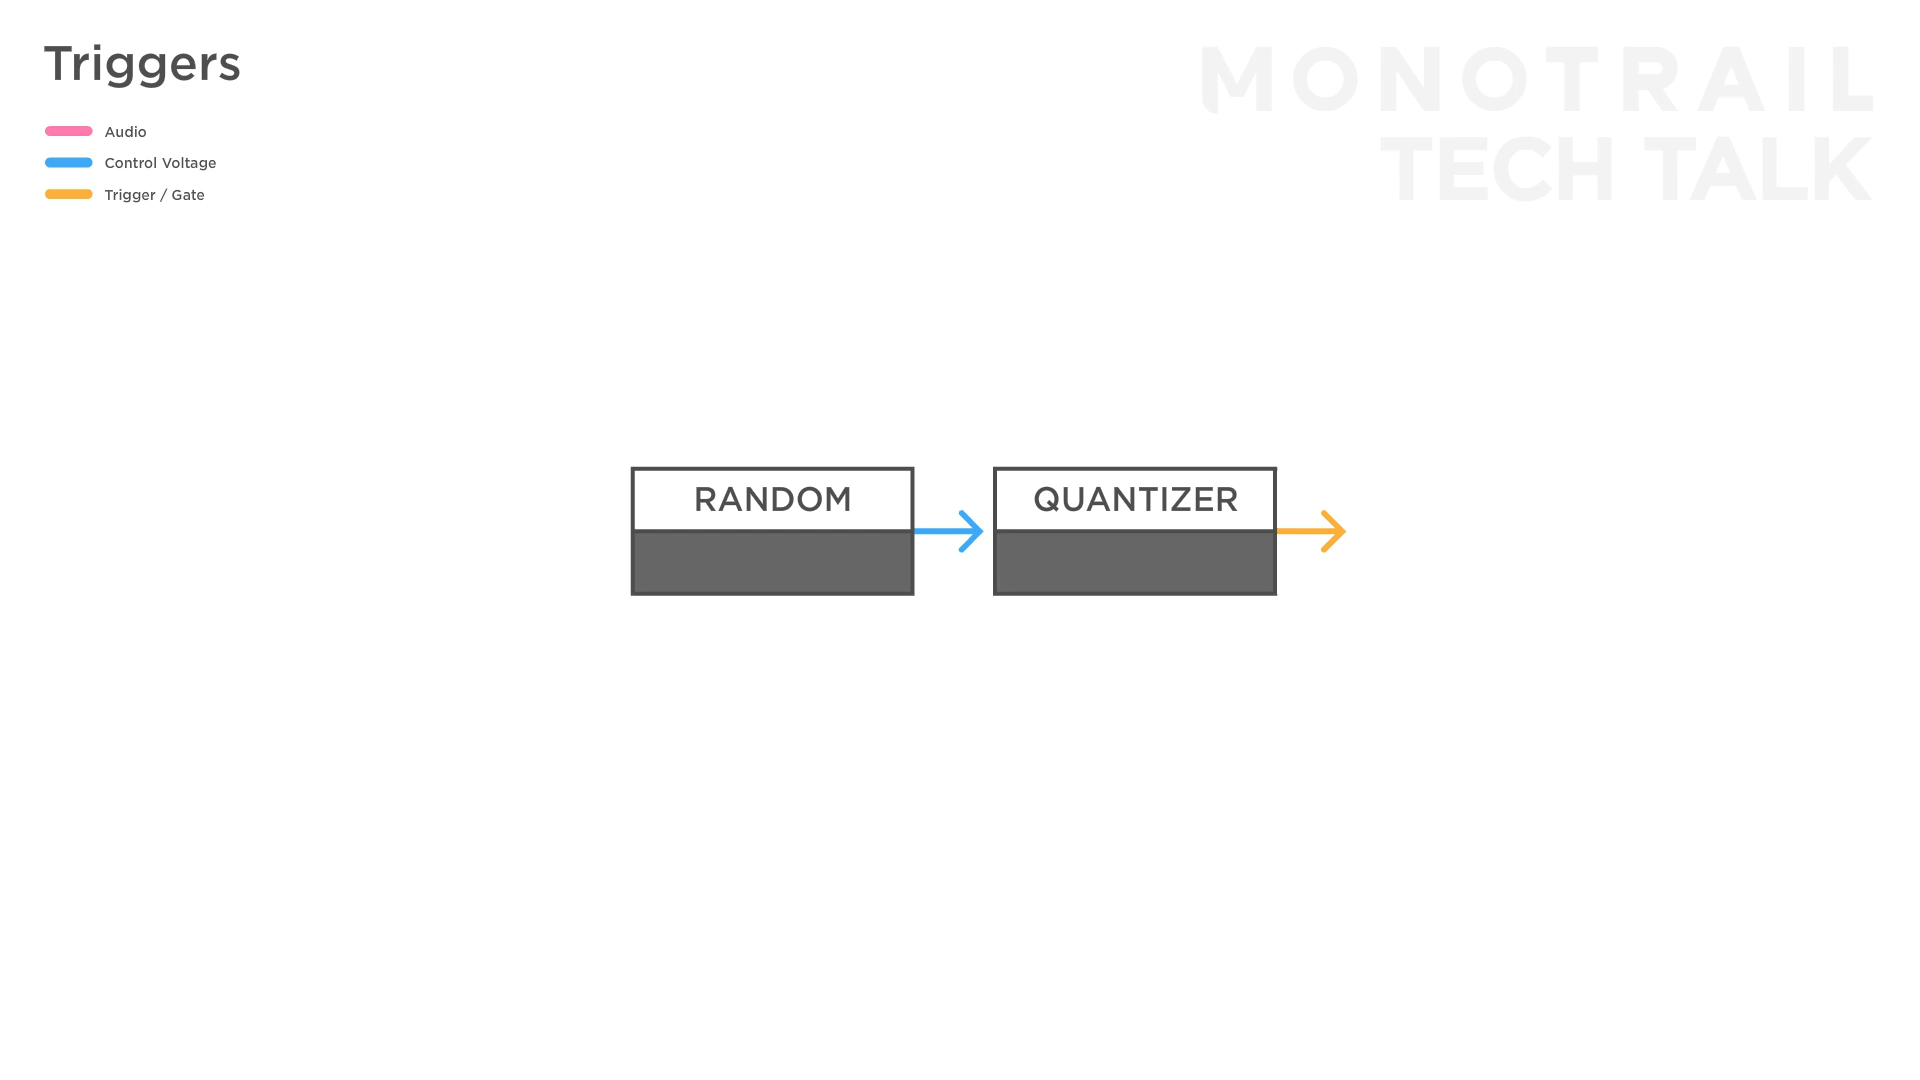 Triggers
Audio
Control Voltage
Trigger / Gate
MONOTRAIL
TECH TALK
RANDOM
QUANTIZER